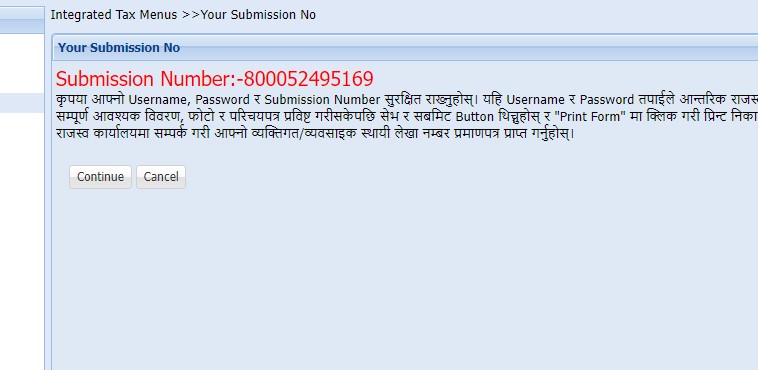 Integrated Tax Menus >>Your Submission No
Your Submission No
Submission Number:-800052495169
कृपया आफ्नो Username, Password र Submission Number सुरक्षित राख्नुहोस्। यहि Username र Password तपाईले आन्तरिक राजस्
सम्पूर्ण आवश्यक विवरण, फोटो र परिचयपत्र प्रविष्ट गरीसकेपछि सेभ र सबमिट Button थिच्नुहोस् र "Print Form" मा क्लिक गरी प्रिन्ट निका
राजस्व कार्यालयमा सम्पर्क गरी आफ्नो व्यक्तिगत/व्यवसाइक स्थायी लेखा नम्बर प्रमाणपत्र प्राप्त गर्नुहोस्।
Continue Cancel